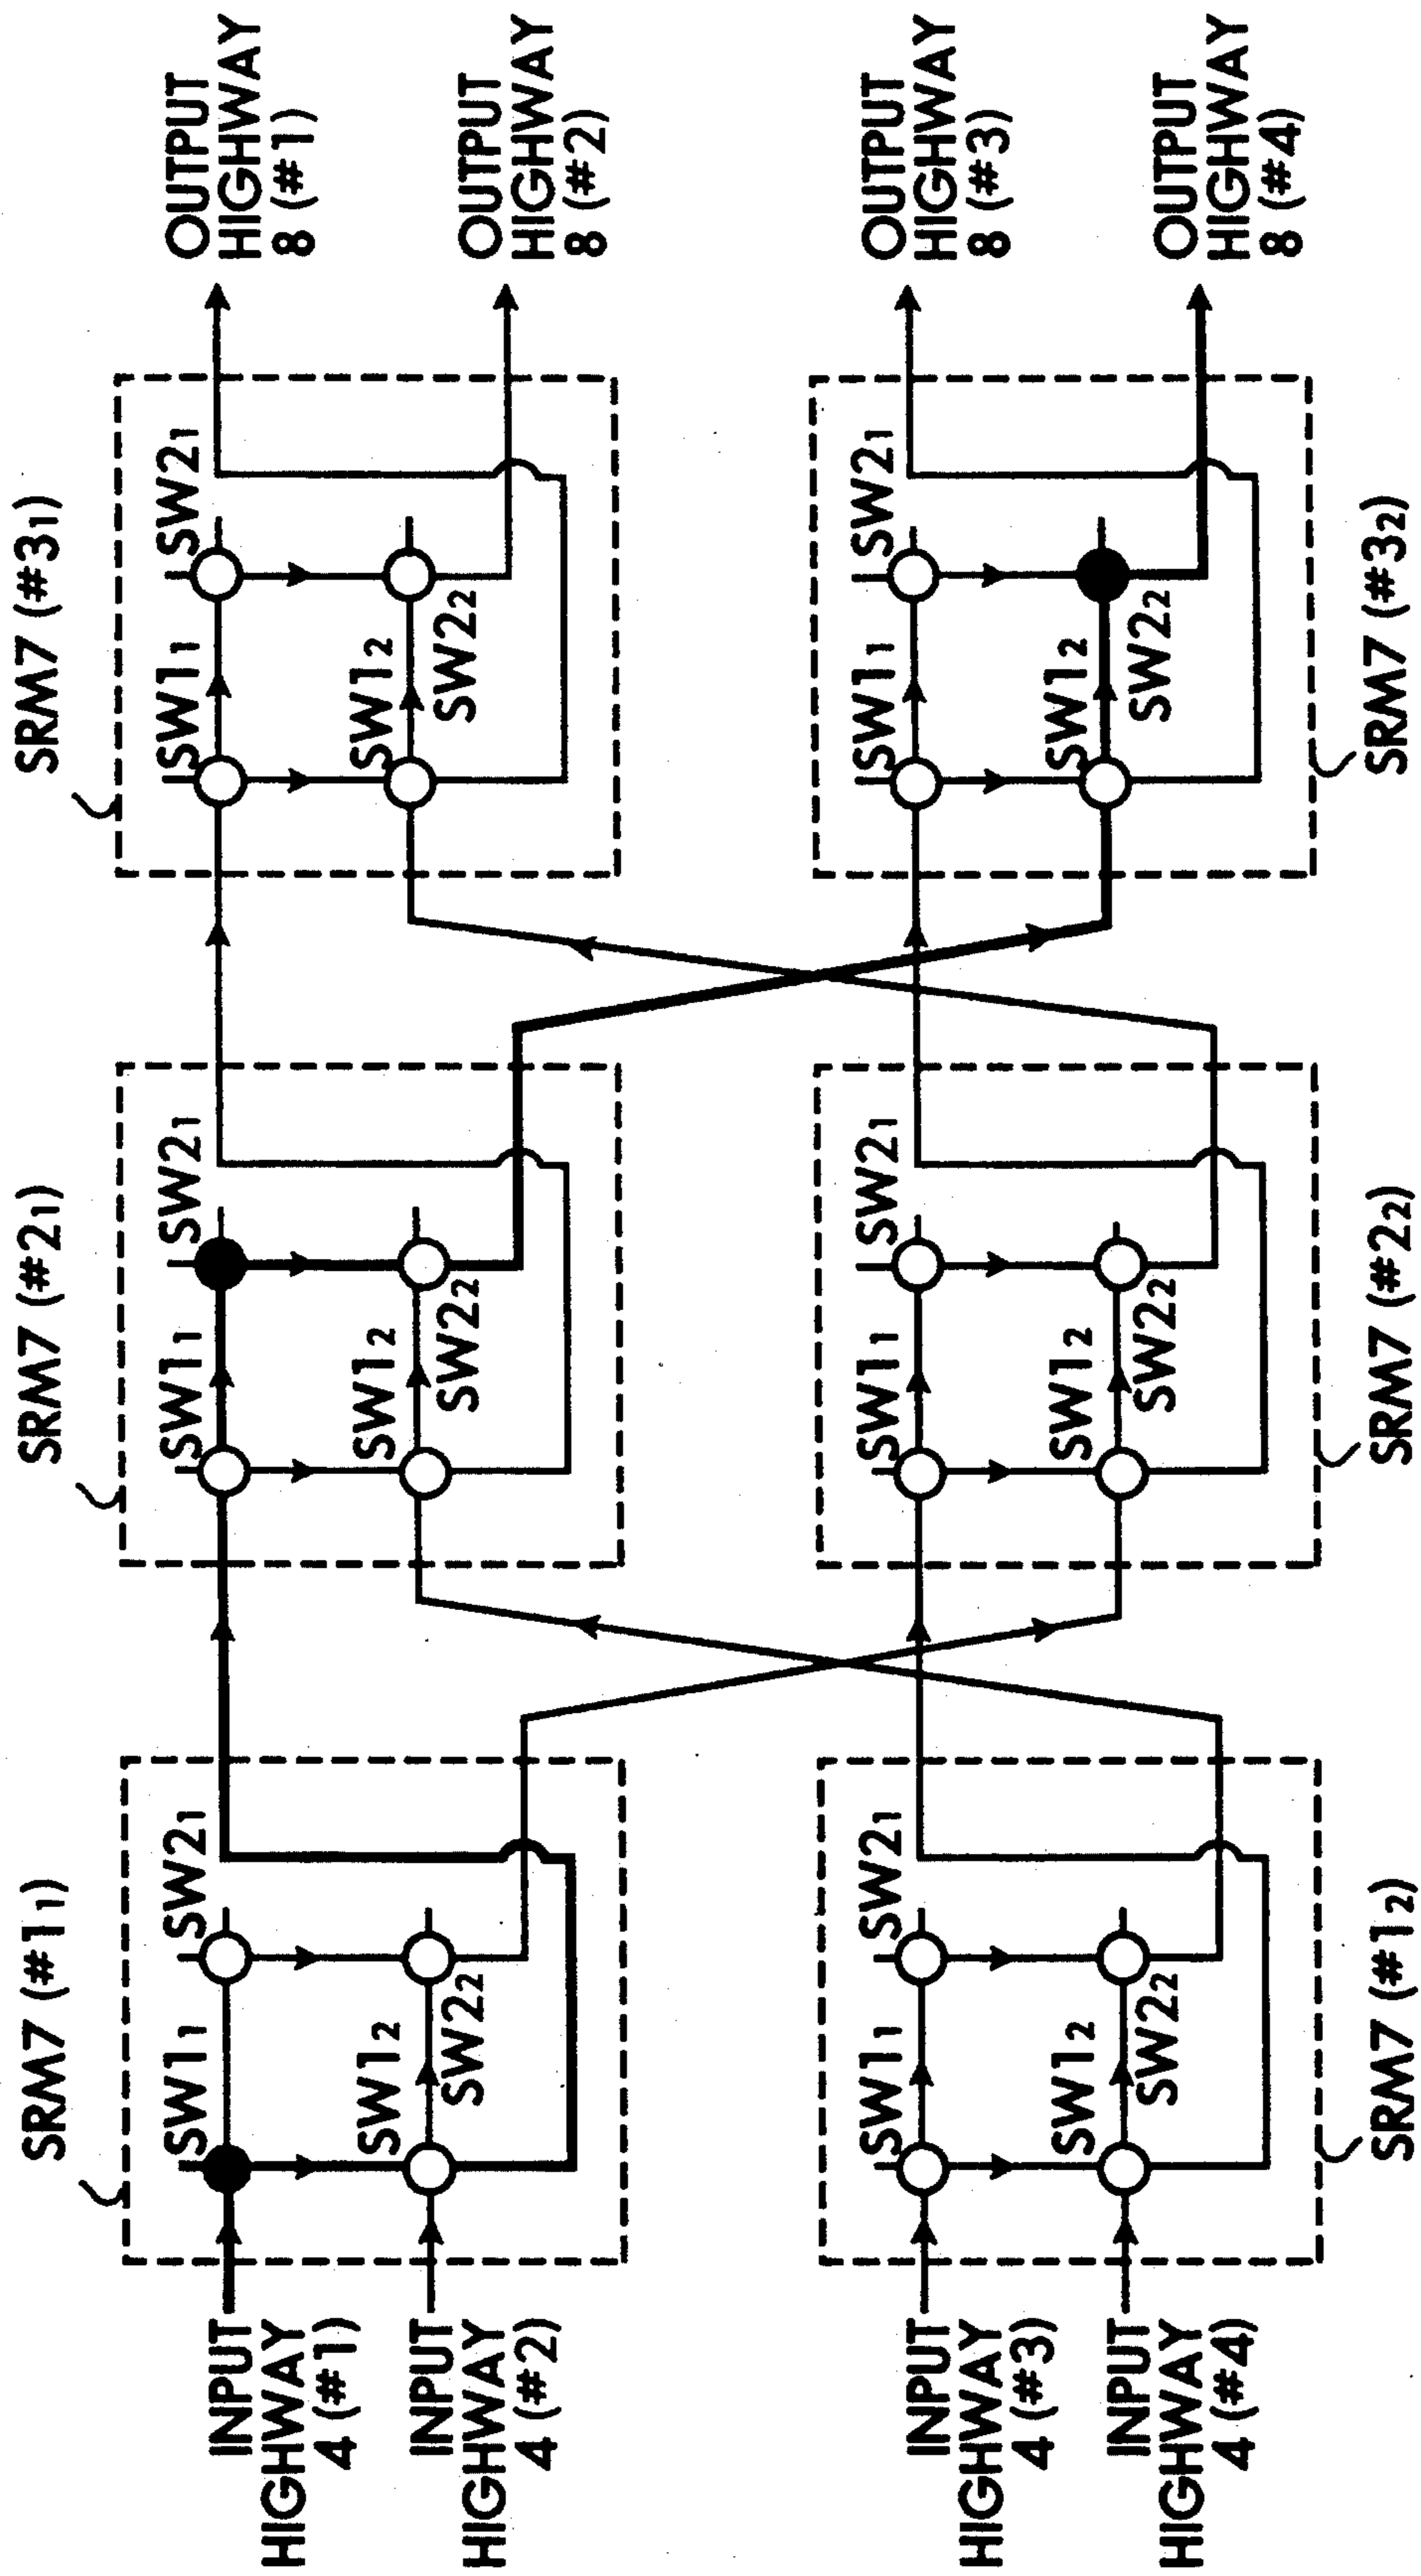 SRM7 (#1₁)
SRM7 (#2₁)
SRM7 (#3₁)
INPUT
HIGHWAY
4 (#1)
INPUT
HIGHWAY
4 (#2)
SW1₁
SW2₁
SW1₂
SW2₂
SW1₁
SW2₁
SW1₂
SW2₂
SW1₁
SW2₁
SW1₂
SW2₂
OUTPUT
HIGHWAY
8 (#1)
OUTPUT
HIGHWAY
8 (#2)
INPUT
HIGHWAY
4 (#3)
INPUT
HIGHWAY
4 (#4)
SW1₁
SW2₁
SW1₂
SW2₂
SW1₁
SW2₁
SW1₂
SW2₂
SW1₁
SW2₁
SW1₂
SW2₂
OUTPUT
HIGHWAY
8 (#3)
OUTPUT
HIGHWAY
8 (#4)
SRM7 (#1₂)
SRM7 (#2₂)
SRM7 (#3₂)